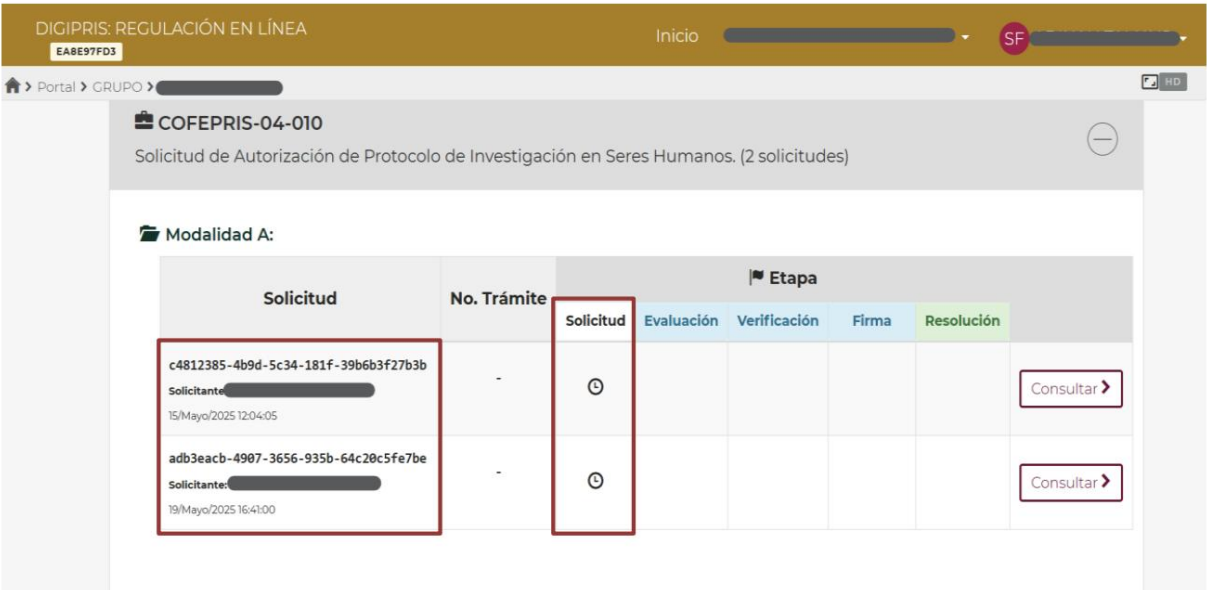 DIGIPRIS: REGULACIÓN EN LÍNEA
EA8E97FD3
Inicio
SF
Portal > GRUPO >
HD
COFEPRIS-04-010
Solicitud de Autorización de Protocolo de Investigación en Seres Humanos. (2 solicitudes)
Modalidad A:
Solicitud
No. Trámite
Etapa
Solicitud
Evaluación
Verificación
Firma
Resolución
c4812385-4b9d-5c34-181f-39b6b3f27b3b
Solicitante
15/Mayo/2025 12:04:05
-
Consultar
adb3eacb-4907-3656-935b-64c20c5fe7be
Solicitante:
19/Mayo/2025 16:41:00
-
Consultar